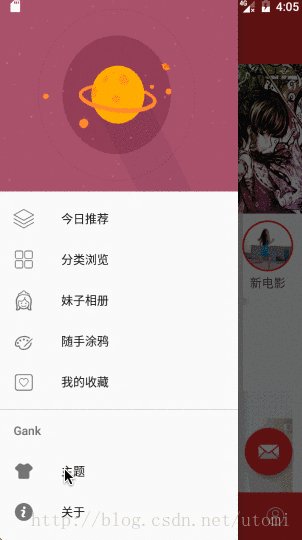 4G 4:05
今日推荐
分类浏览
妹子相册
新电影
随手涂鸦
我的收藏
Gank
主题
关于
http://blog.csdn.net/utomi